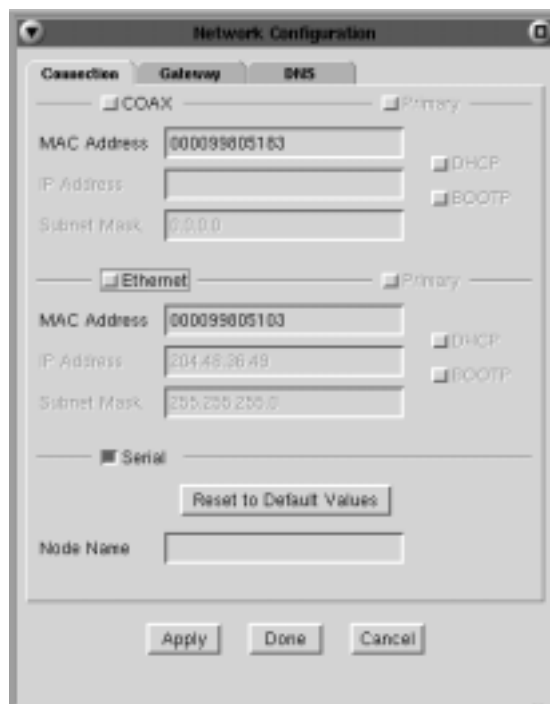 Network Configuration
Connection Gateway DNS
COAX Primary
MAC Address 000099805183
DHCP
IP Address
BOOTP
Subnet Mask 0.0.0.0
Ethernet Primary
MAC Address 000099805103
DHCP
IP Address 204.48.36.49
BOOTP
Subnet Mask 255.255.255.0
Serial
Reset to Default Values
Node Name
Apply Done Cancel